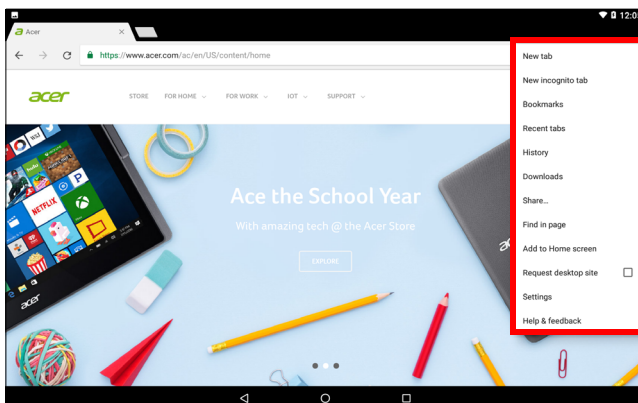 12:0
Acer
https://www.acer.com/ac/en/US/content/home
acer
STORE FOR HOME FOR WORK IOT SUPPORT
Ace the School Year
With amazing tech @ the Acer Store
EXPLORE
hulu
NETFLIX
acer
New tab
New incognito tab
Bookmarks
Recent tabs
History
Downloads
Share...
Find in page
Add to Home screen
Request desktop site
Settings
Help & feedback